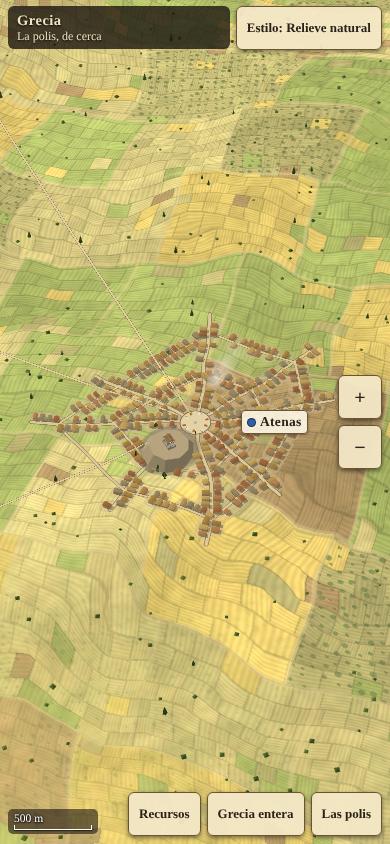 Grecia
La polis, de cerca
Estilo: Relieve natural
+
Atenas
−
500 m
Recursos
Grecia entera
Las polis